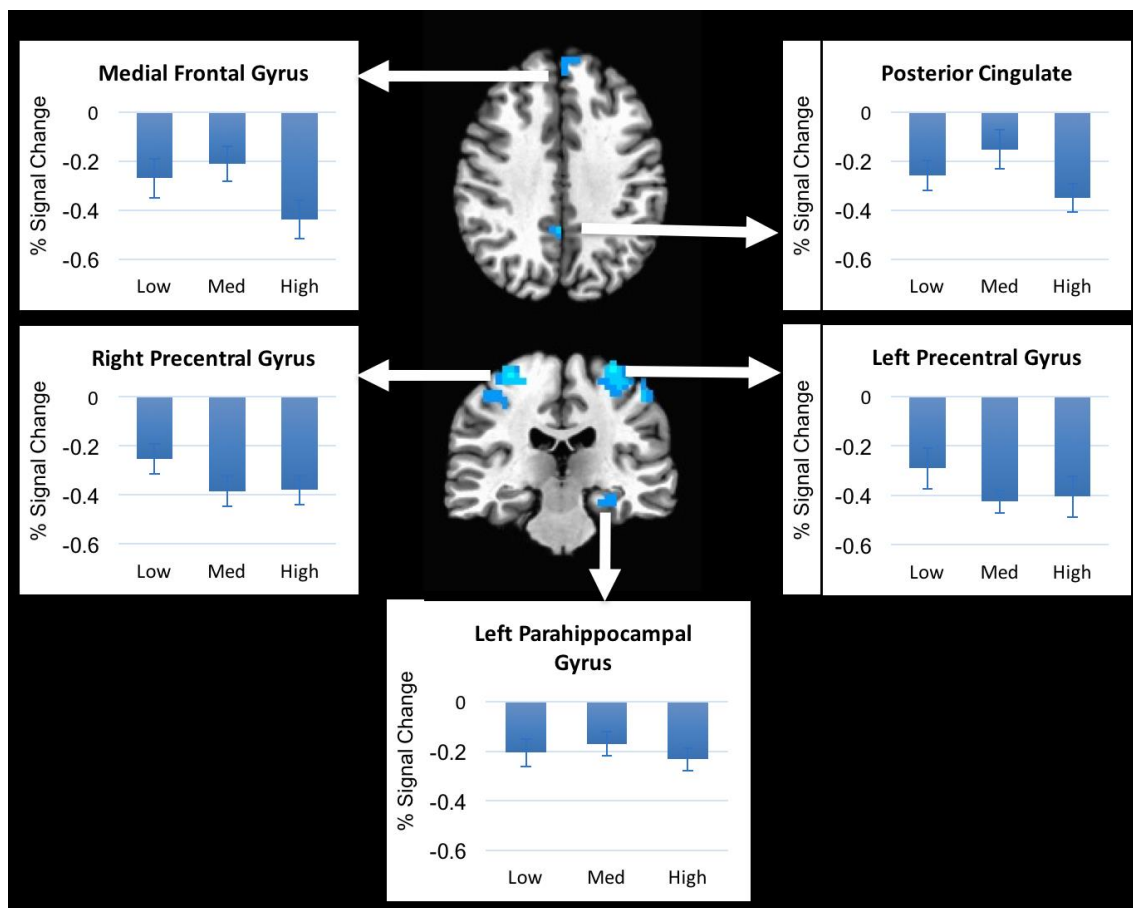 Medial Frontal Gyrus
% Signal Change
0
-0.2
-0.4
-0.6
Low Med High
Posterior Cingulate
% Signal Change
0
-0.2
-0.4
-0.6
Low Med High
Right Precentral Gyrus
% Signal Change
0
-0.2
-0.4
-0.6
Low Med High
Left Precentral Gyrus
% Signal Change
0
-0.2
-0.4
-0.6
Low Med High
Left Parahippocampal
Gyrus
% Signal Change
0
-0.2
-0.4
-0.6
Low Med High